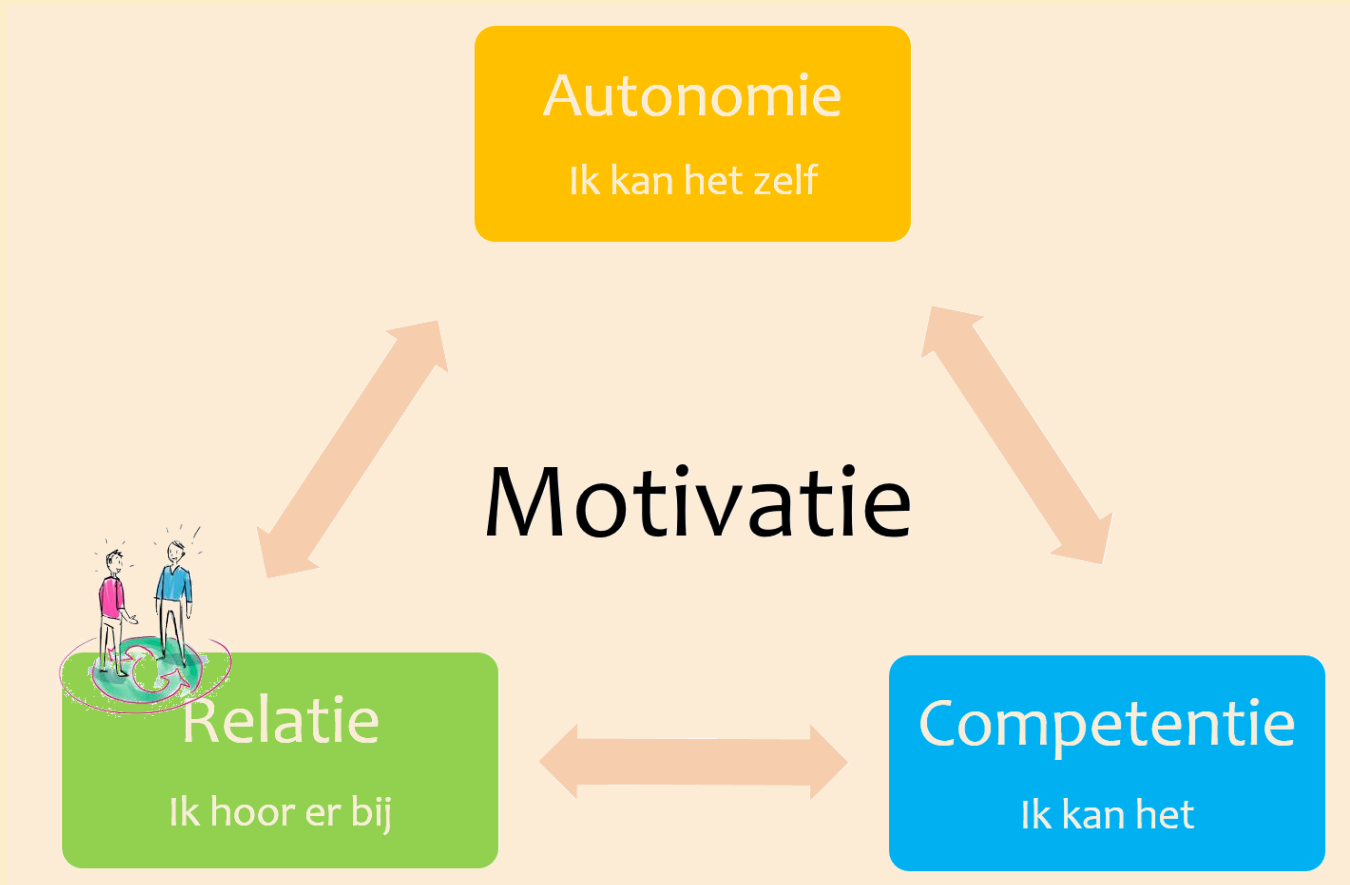 Autonomie
Ik kan het zelf
Motivatie
Relatie
Ik hoor er bij
Competentie
Ik kan het